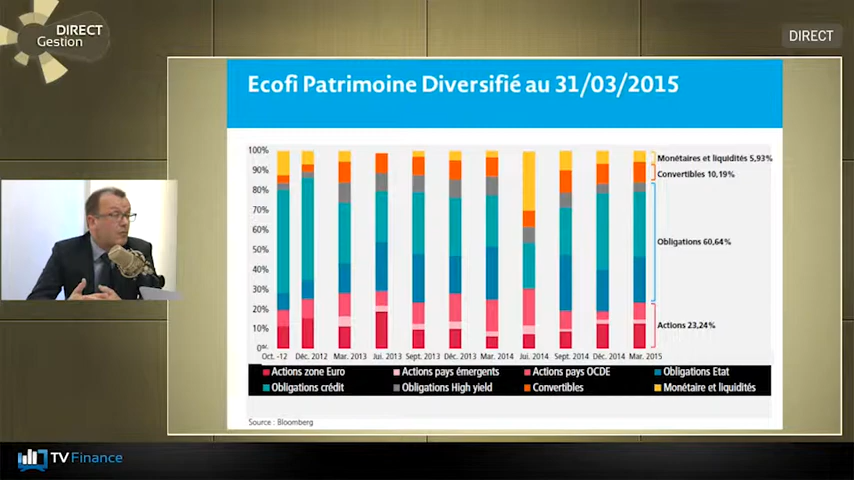 DIRECT
Gestion
DIRECT
Ecofi Patrimoine Diversifié au 31/03/2015
100%
90%
80%
70%
60%
50%
40%
30%
20%
10%
0%
Monétaires et liquidités 5,93%
Convertibles 10,19%
Obligations 60,64%
Actions 23,24%
Oct. -12 Déc. 2012 Mar. 2013 Jui. 2013 Sept. 2013 Déc. 2013 Mar. 2014 Jui. 2014 Sept. 2014 Déc. 2014 Mar. 2015
Actions zone Euro Actions pays émergents Actions pays OCDE Obligations Etat
Obligations crédit Obligations High yield Convertibles Monétaire et liquidités
Source : Bloomberg
TV Finance